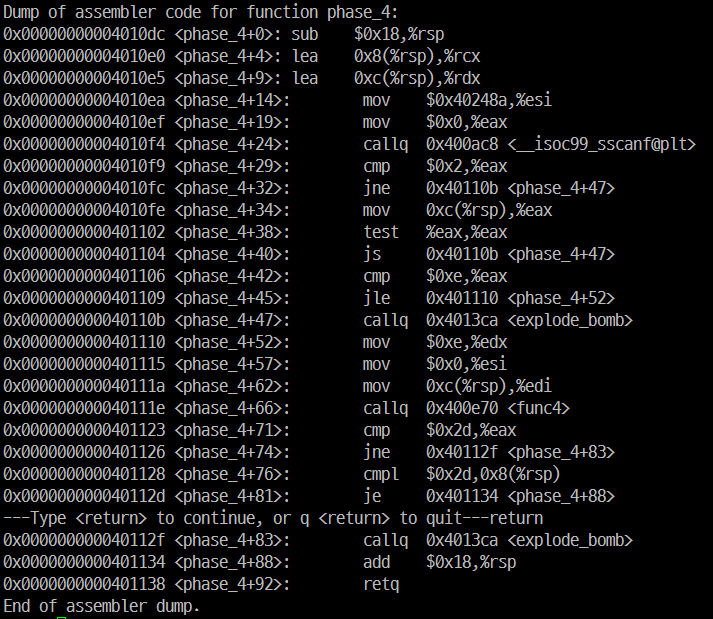 Dump of assembler code for function phase_4:
0x00000000004010dc <phase_4+0>: sub    $0x18,%rsp
0x00000000004010e0 <phase_4+4>: lea    0x8(%rsp),%rcx
0x00000000004010e5 <phase_4+9>: lea    0xc(%rsp),%rdx
0x00000000004010ea <phase_4+14>:        mov    $0x40248a,%esi
0x00000000004010ef <phase_4+19>:        mov    $0x0,%eax
0x00000000004010f4 <phase_4+24>:        callq  0x400ac8 <__isoc99_sscanf@plt>
0x00000000004010f9 <phase_4+29>:        cmp    $0x2,%eax
0x00000000004010fc <phase_4+32>:        jne    0x40110b <phase_4+47>
0x00000000004010fe <phase_4+34>:        mov    0xc(%rsp),%eax
0x0000000000401102 <phase_4+38>:        test   %eax,%eax
0x0000000000401104 <phase_4+40>:        js     0x40110b <phase_4+47>
0x0000000000401106 <phase_4+42>:        cmp    $0xe,%eax
0x0000000000401109 <phase_4+45>:        jle    0x401110 <phase_4+52>
0x000000000040110b <phase_4+47>:        callq  0x4013ca <explode_bomb>
0x0000000000401110 <phase_4+52>:        mov    $0xe,%edx
0x0000000000401115 <phase_4+57>:        mov    $0x0,%esi
0x000000000040111a <phase_4+62>:        mov    0xc(%rsp),%edi
0x000000000040111e <phase_4+66>:        callq  0x400e70 <func4>
0x0000000000401123 <phase_4+71>:        cmp    $0x2d,%eax
0x0000000000401126 <phase_4+74>:        jne    0x40112f <phase_4+83>
0x0000000000401128 <phase_4+76>:        cmpl   $0x2d,0x8(%rsp)
0x000000000040112d <phase_4+81>:        je     0x401134 <phase_4+88>
---Type <return> to continue, or q <return> to quit---return
0x000000000040112f <phase_4+83>:        callq  0x4013ca <explode_bomb>
0x0000000000401134 <phase_4+88>:        add    $0x18,%rsp
0x0000000000401138 <phase_4+92>:        retq
End of assembler dump.